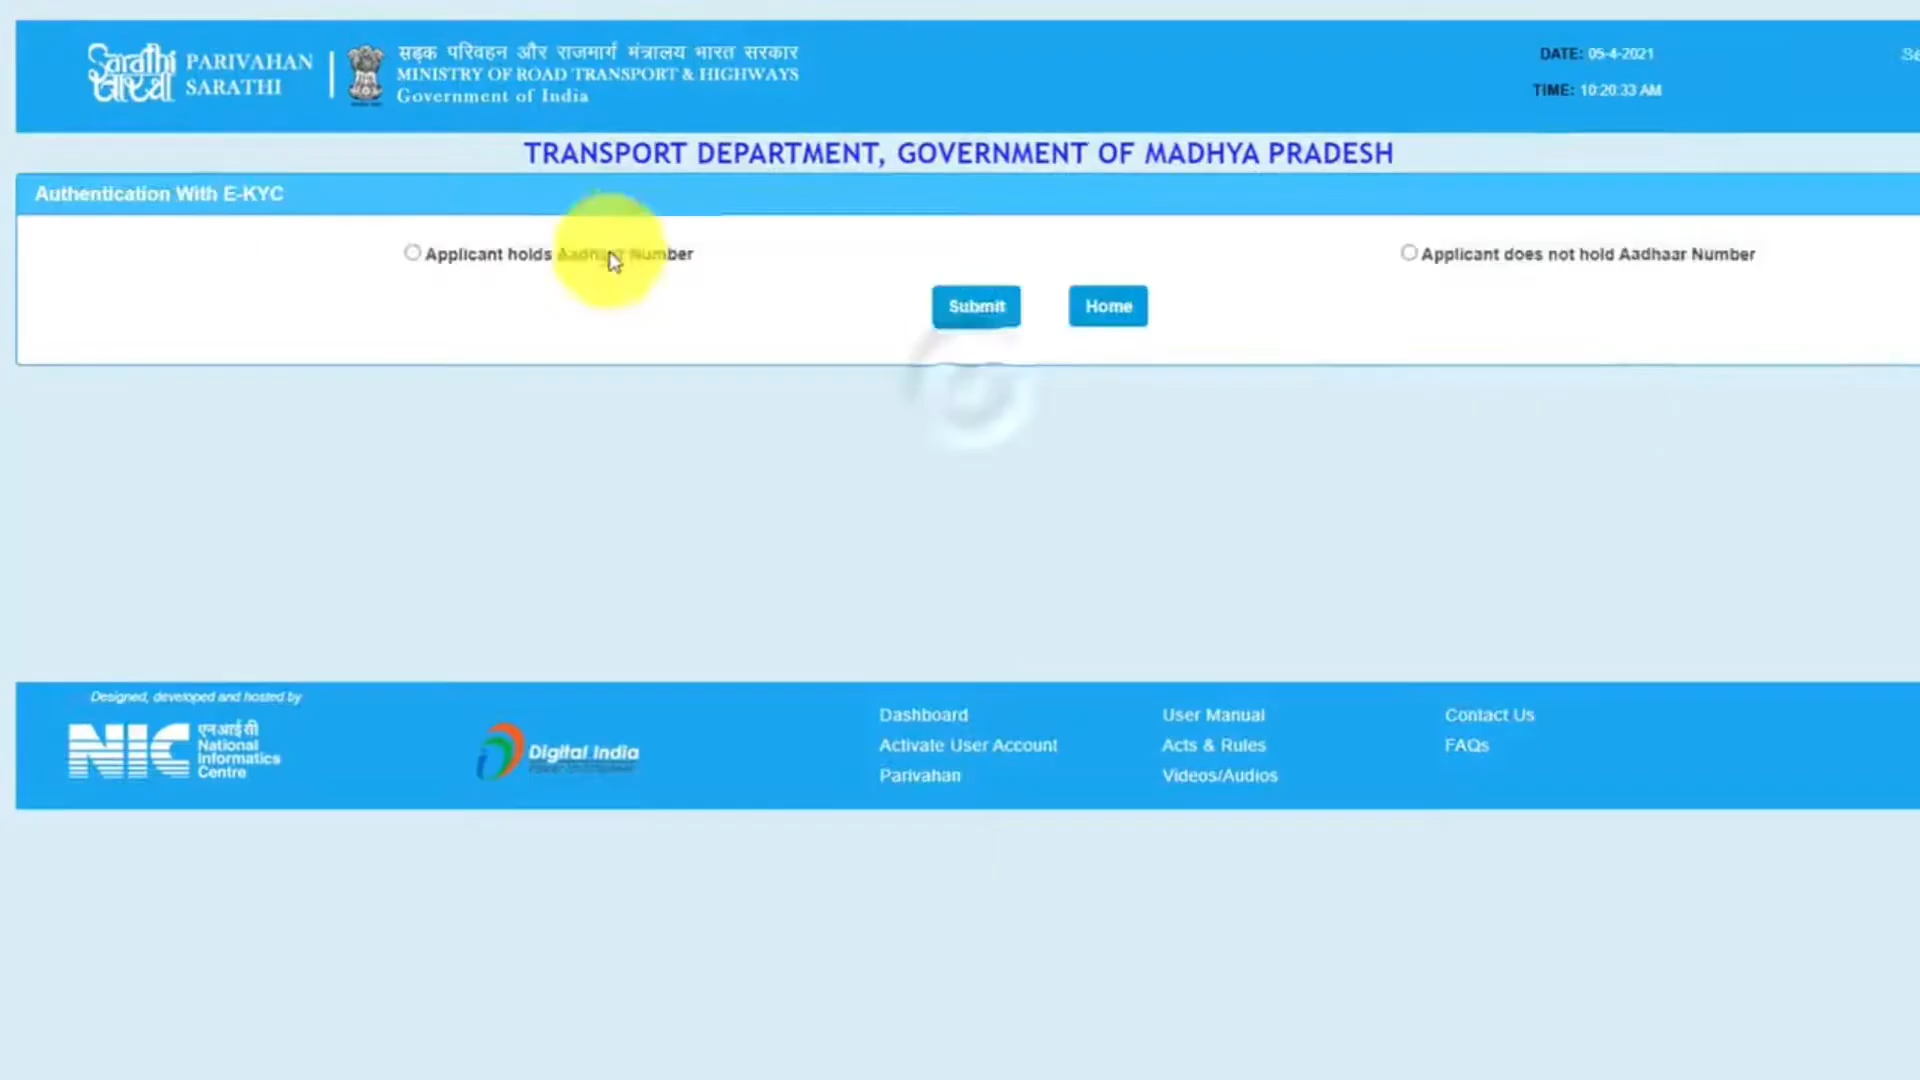 Sarathi
सारथी
PARIVAHAN
SARATHI
सड़क परिवहन और राजमार्ग मंत्रालय भारत सरकार
MINISTRY OF ROAD TRANSPORT & HIGHWAYS
Government of India
DATE: 05-4-2021
TIME: 10:20:33 AM
TRANSPORT DEPARTMENT, GOVERNMENT OF MADHYA PRADESH
Authentication With E-KYC
Applicant holds Aadhaar Number
Applicant does not hold Aadhaar Number
Submit
Home
Designed, developed and hosted by
NIC
एनआईसी
National
Informatics
Centre
Digital India
Dashboard
User Manual
Contact Us
Activate User Account
Acts & Rules
FAQs
Parivahan
Videos/Audios